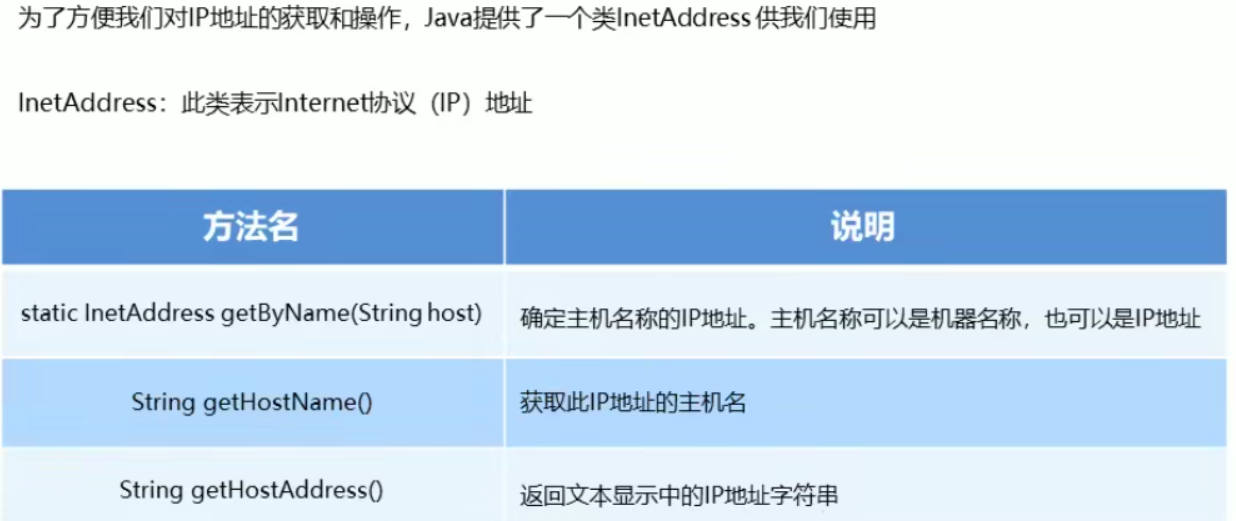 为了方便我们对IP地址的获取和操作，Java提供了一个类InetAddress 供我们使用
InetAddress：此类表示Internet协议（IP）地址
方法名 说明
static InetAddress getByName(String host) 确定主机名称的IP地址。主机名称可以是机器名称，也可以是IP地址
String getHostName() 获取此IP地址的主机名
String getHostAddress() 返回文本显示中的IP地址字符串